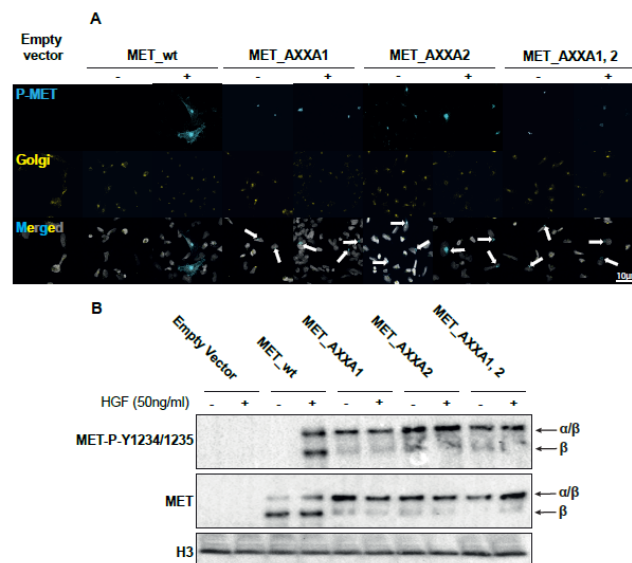 A
Empty vector
MET_wt
MET_AXXA1
MET_AXXA2
MET_AXXA1, 2
- + - + - + - +
P-MET
Golgi
Merged
10µm
B
Empty Vector
MET_wt
MET_AXXA1
MET_AXXA2
MET_AXXA1, 2
HGF (50ng/ml)
- + - + - + - + - +
MET-P-Y1234/1235
α/β
β
MET
α/β
β
H3